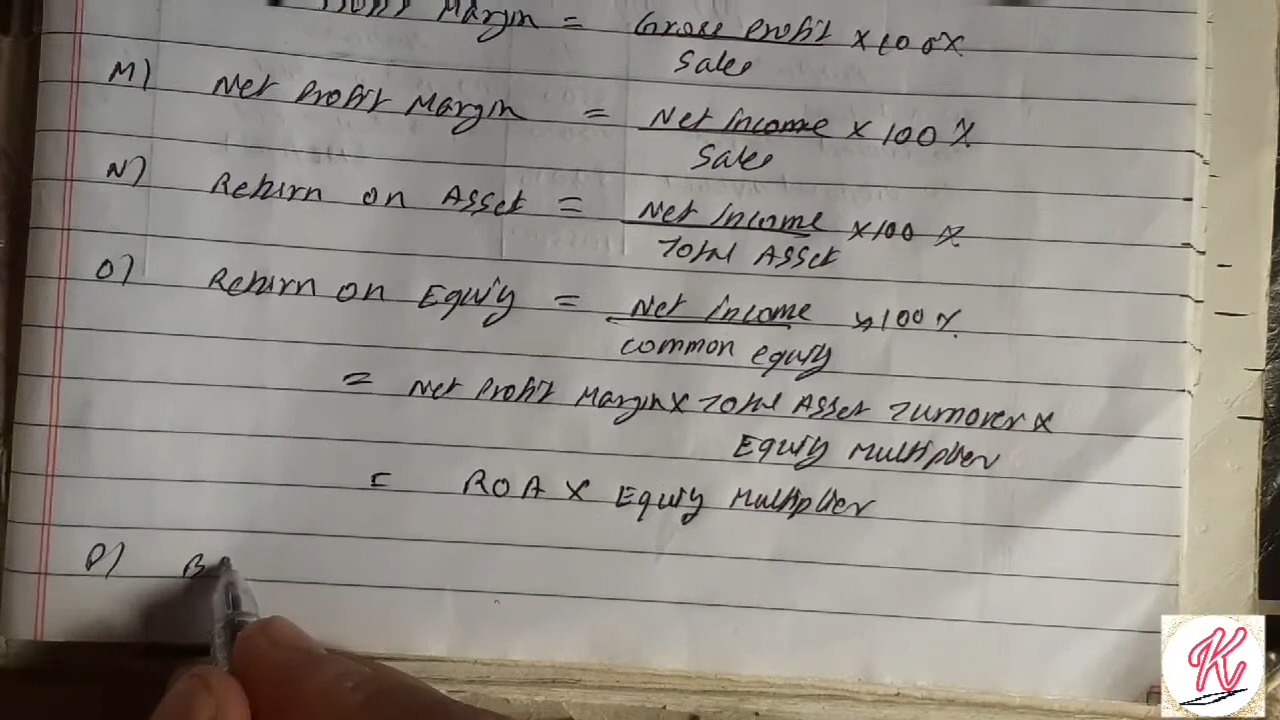 Margin = Gross Profit x 100%
Sales
M) Net Profit Margin = Net Income x 100%
Sales
N) Return on Asset = Net Income x 100%
Total Asset
O) Return on Equity = Net Income x 100%
Common equity
= Net Profit Margin x Total Asset Turnover x
Equity Multiplier
= ROA x Equity Multiplier
P) B
K